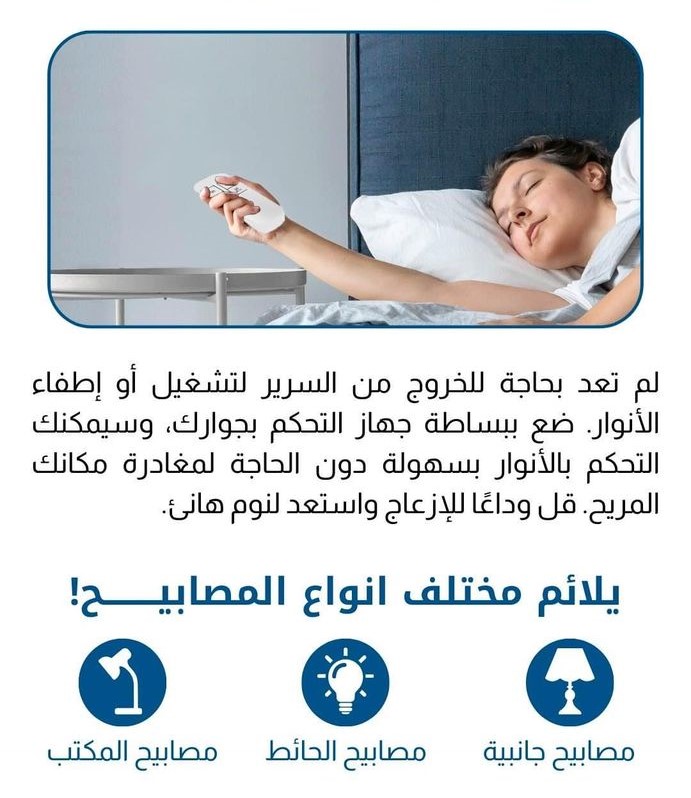 لم تعد بحاجة للخروج من السرير لتشغيل أو إطفاء
الأنوار. ضع ببساطة جهاز التحكم بجوارك، وسيمكنك
التحكم بالأنوار بسهولة دون الحاجة لمغادرة مكانك
المريح. قل وداعًا للإزعاج واستعد لنوم هانئ.
يلائم مختلف انواع المصابيـــــح!
مصابيح جانبية
مصابيح الحائط
مصابيح المكتب